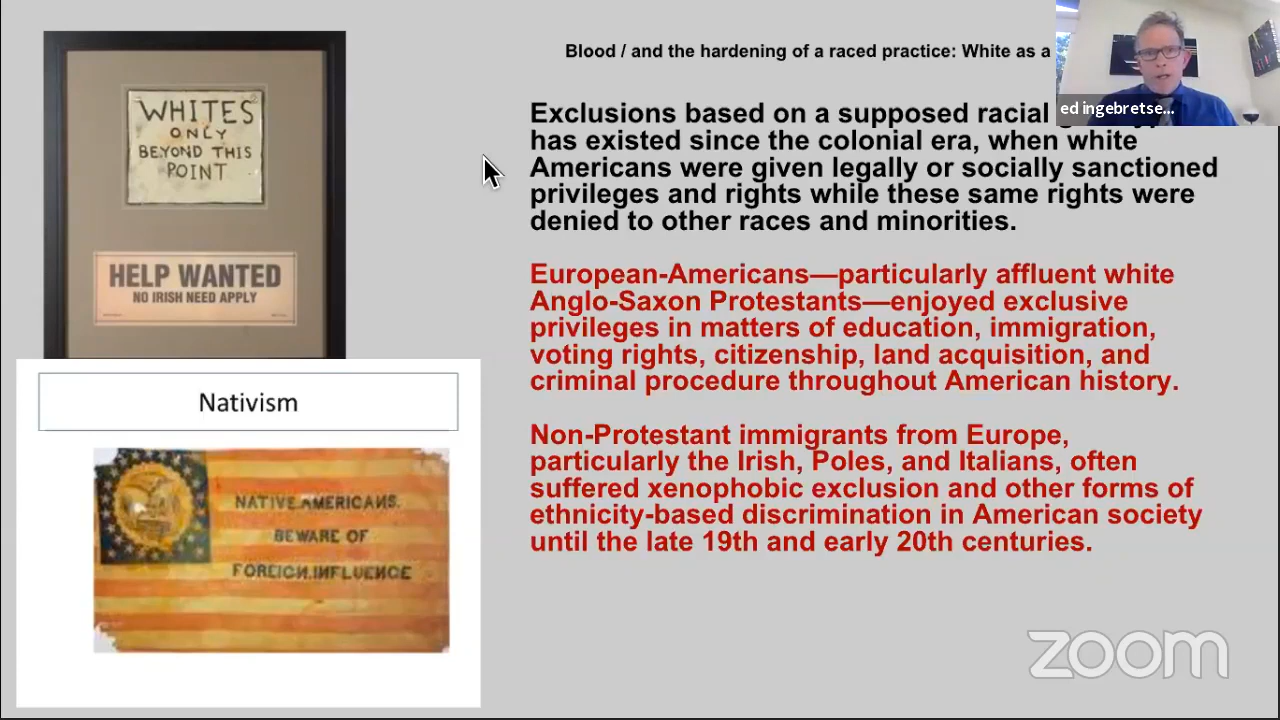 Blood / and the hardening of a raced practice: White as a
ed ingebretse...
Exclusions based on a supposed racial
has existed since the colonial era, when white
Americans were given legally or socially sanctioned
privileges and rights while these same rights were
denied to other races and minorities.
European-Americans—particularly affluent white
Anglo-Saxon Protestants—enjoyed exclusive
privileges in matters of education, immigration,
voting rights, citizenship, land acquisition, and
criminal procedure throughout American history.
Non-Protestant immigrants from Europe,
particularly the Irish, Poles, and Italians, often
suffered xenophobic exclusion and other forms of
ethnicity-based discrimination in American society
until the late 19th and early 20th centuries.
WHITES
ONLY
BEYOND THIS
POINT
HELP WANTED
NO IRISH NEED APPLY
Nativism
NATIVE AMERICANS.
BEWARE OF
FOREIGN INFLUENCE
zoom